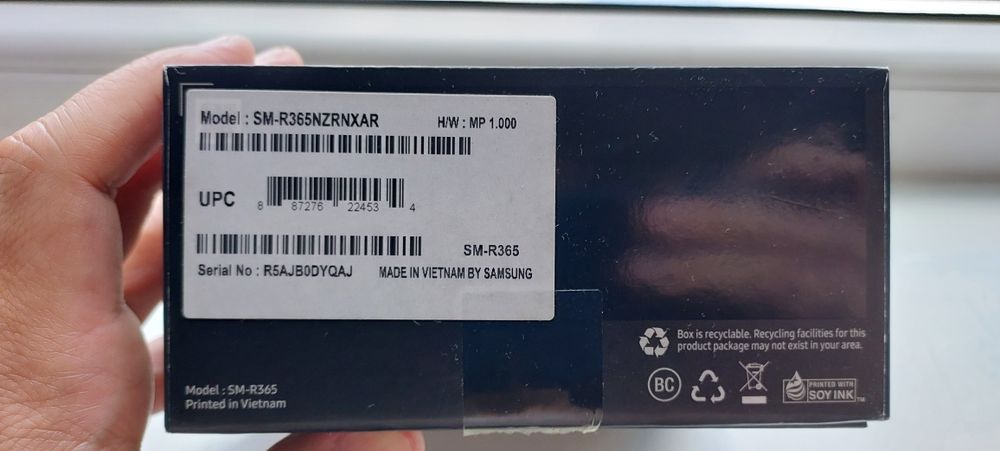 Model : SM-R365NZRNXAR
H/W : MP 1.000
UPC
8 87276 22453 4
SM-R365
Serial No : R5AJB0DYQAJ
MADE IN VIETNAM BY SAMSUNG
Box is recyclable. Recycling facilities for this
product package may not exist in your area.
BC
PRINTED WITH
SOY INK™
Model : SM-R365
Printed in Vietnam